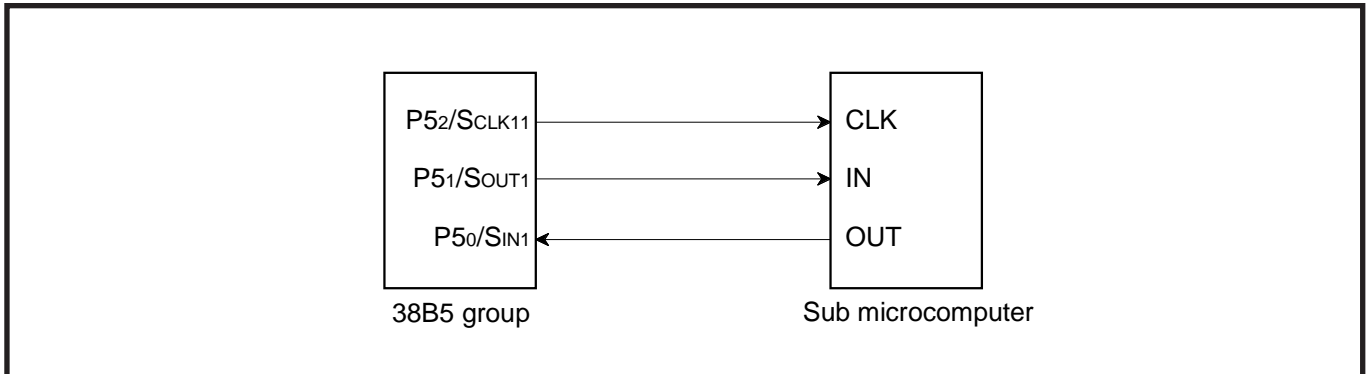 P52/SCLK11
P51/SOUT1
P50/SIN1
38B5 group
CLK
IN
OUT
Sub microcomputer